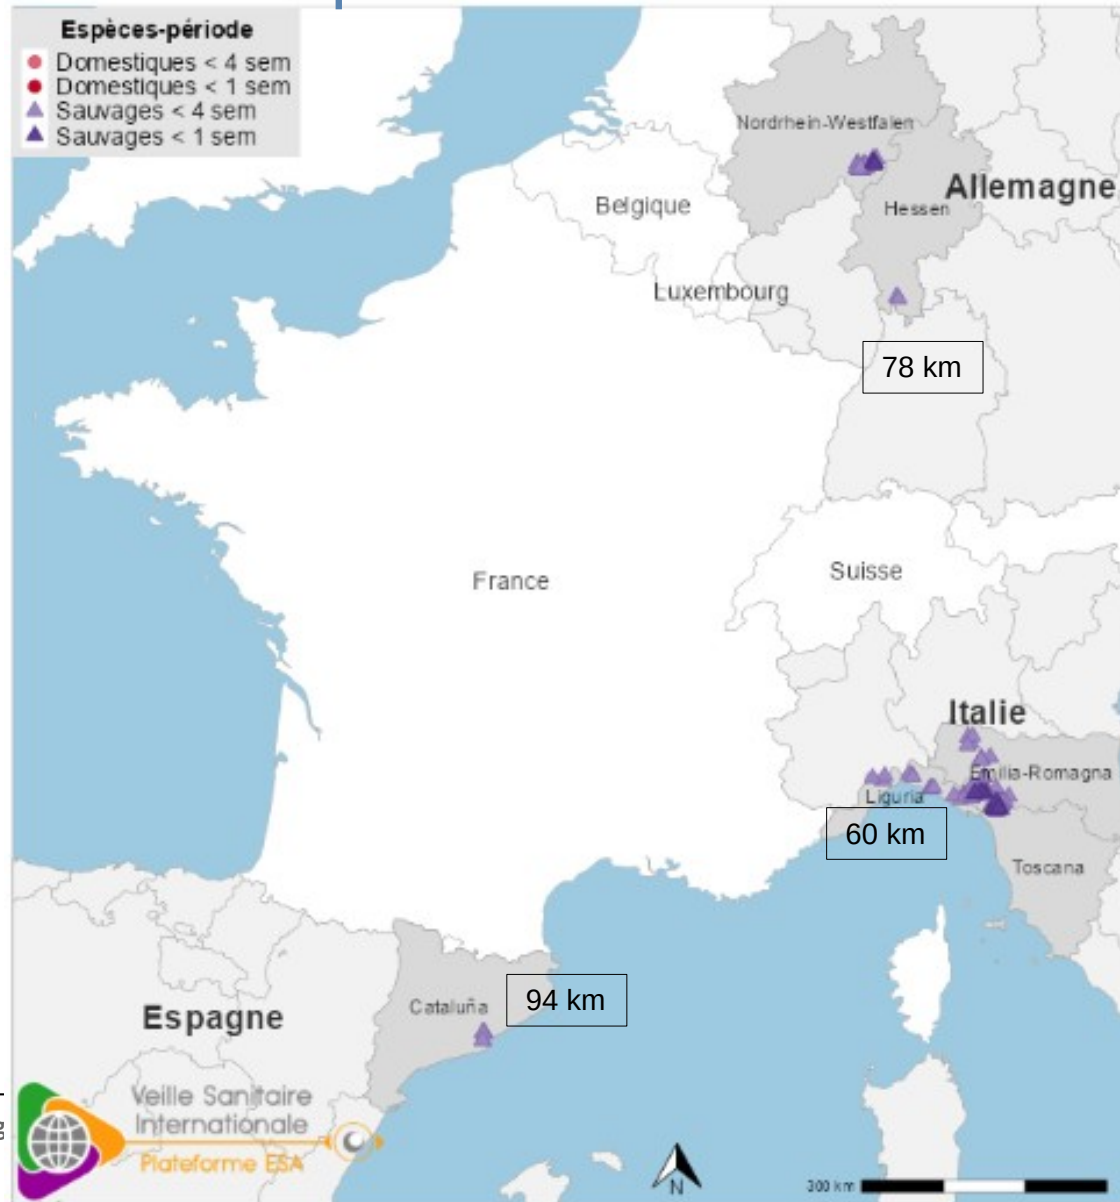 Espèces-période
Domestiques < 4 sem
Domestiques < 1 sem
Sauvages < 4 sem
Sauvages < 1 sem
Nordrhein-Westfalen
Allemagne
Belgique
Hessen
Luxembourg
78 km
Suisse
France
Italie
Emilia-Romagna
Liguria
60 km
Toscana
94 km
Cataluña
Espagne
Veille Sanitaire
Internationale
Plateforme ESA
N
300 km